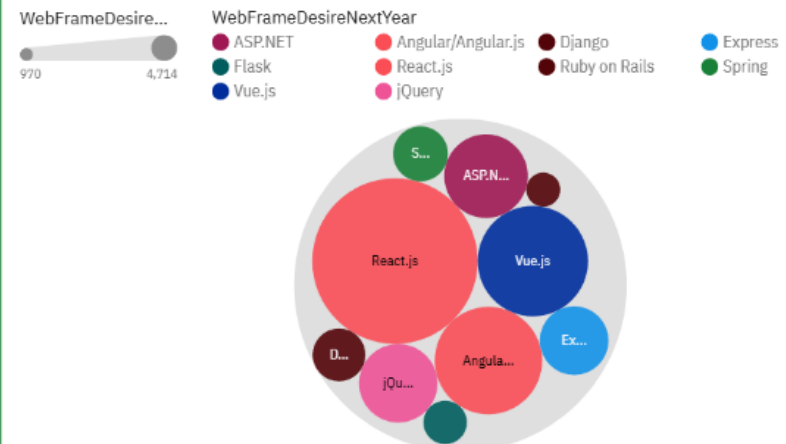 WebFrameDesire...
970 4,714
WebFrameDesireNextYear
ASP.NET Angular/Angular.js Django Express
Flask React.js Ruby on Rails Spring
Vue.js jQuery
S...
ASP.N...
React.js
Vue.js
Ex...
D...
Angula...
jQu...